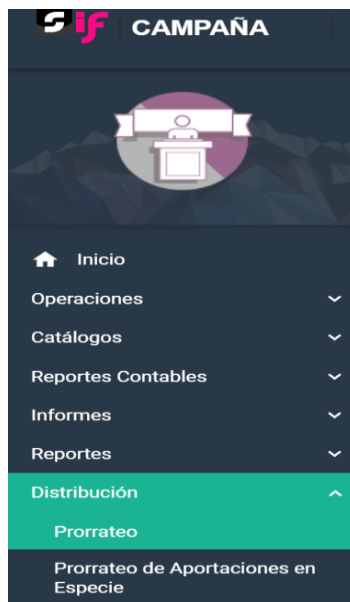 sif CAMPAÑA
Inicio
Operaciones
Catálogos
Reportes Contables
Informes
Reportes
Distribución
Prorrateo
Prorrateo de Aportaciones en
Especie